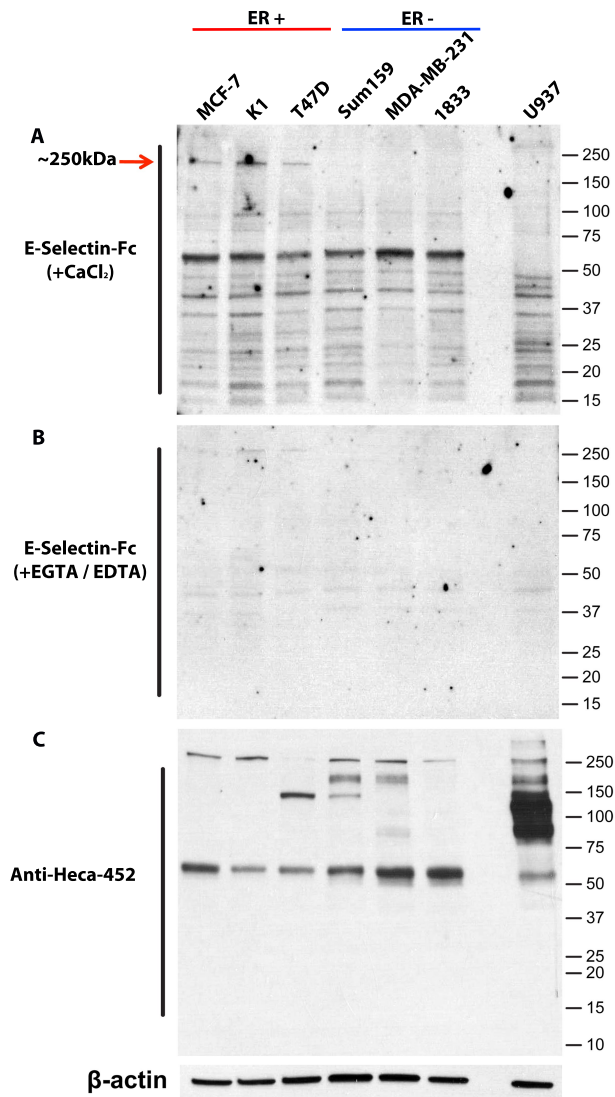 ER + ER -
MCF-7 K1 T47D Sum159 MDA-MB-231 1833 U937
A
~250kDa
E-Selectin-Fc
(+CaCl₂)
250
150
100
75
50
37
25
20
15
B
E-Selectin-Fc
(+EGTA / EDTA)
250
150
100
75
50
37
25
20
15
C
Anti-Heca-452
250
150
100
75
50
37
25
20
15
10
β-actin